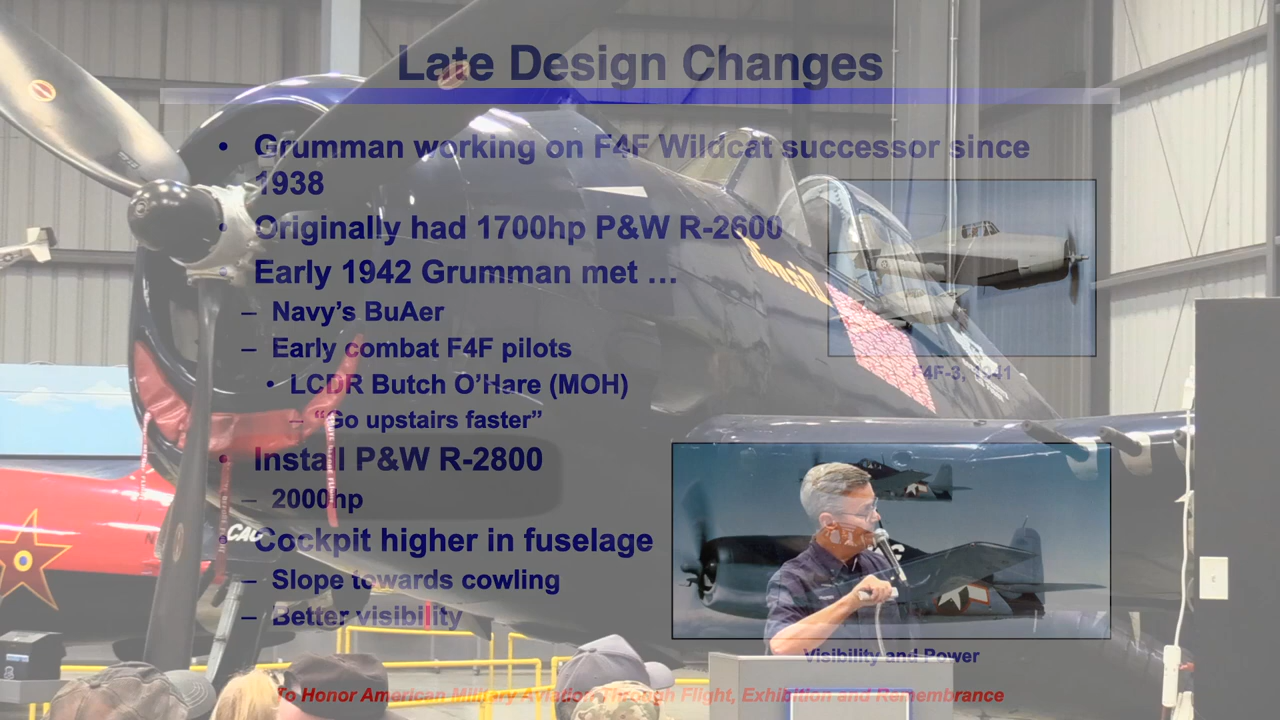 Late Design Changes
• Grumman working on F4F Wildcat successor since
1938
• Originally had 1700hp P&W R-2600
Early 1942 Grumman met …
– Navy’s BuAer
– Early combat F4F pilots
• LCDR Butch O’Hare (MOH)
– “Go upstairs faster”
• Install P&W R-2800
– 2000hp
• Cockpit higher in fuselage
– Slope towards cowling
– Better visibility
F4F-3, 1941
Visibility and Power
To Honor American Military Aviation Through Flight, Exhibition and Remembrance